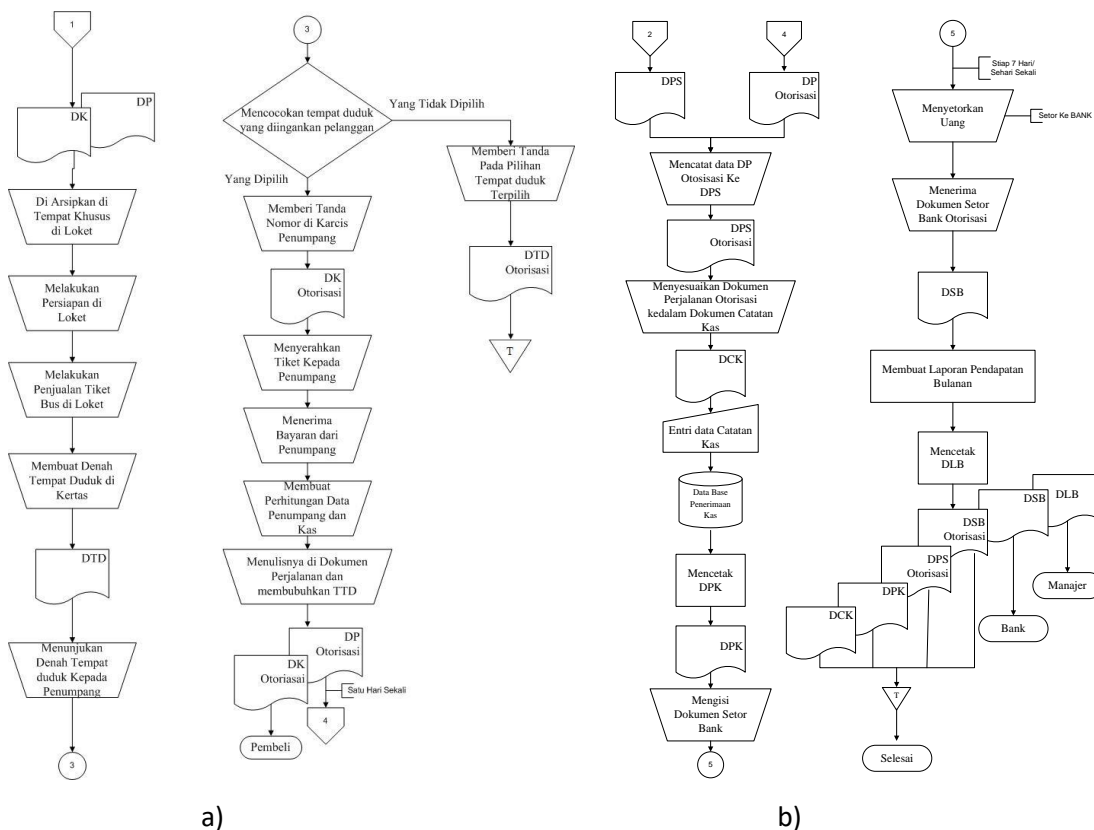 1
DP
DK
Di Arsipkan di
Tempat Khusus
di Loket
Melakukan
Persiapan di
Loket
Melakukan
Penjualan Tiket
Bus di Loket
Membuat Denah
Tempat Duduk di
Kertas
DTD
Menunjukan
Denah Tempat
duduk Kepada
Penumpang
3
3
Mencocokan tempat duduk
yang diingankan pelanggan
Yang Tidak Dipilih
Yang Dipilih
Memberi Tanda
Pada Pilihan
Tempat duduk
Terpilih
DTD
Otorisasi
T
Memberi Tanda
Nomor di Karcis
Penumpang
DK
Otorisasi
Menyerahkan
Tiket Kepada
Penumpang
Menerima
Bayaran dari
Penumpang
Membuat
Perhitungan Data
Penumpang dan
Kas
Menulisnya di Dokumen
Perjalanan dan
membubuhkan TTD
DP
Otorisasi
DK
Otoriasai
Satu Hari Sekali
4
Pembeli
a)
2
4
DPS
DP
Otorisasi
Mencatat data DP
Otosisasi Ke
DPS
DPS
Otorisasi
Menyesuaikan Dokumen
Perjalanan Otorisasi
kedalam Dokumen Catatan
Kas
DCK
Entri data Catatan
Kas
Data Base
Penerimaan
Kas
Mencetak
DPK
DPK
Mengisi
Dokumen Setor
Bank
5
5
Stiap 7 Hari/
Sehari Sekali
Menyetorkan
Uang
Setor Ke BANK
Menerima
Dokumen Setor
Bank Otorisasi
DSB
Membuat Laporan Pendapatan
Bulanan
Mencetak
DLB
DLB
DSB
DSB
Otorisasi
DPS
Otorisasi
DPK
DCK
Manajer
Bank
T
Selesai
b)